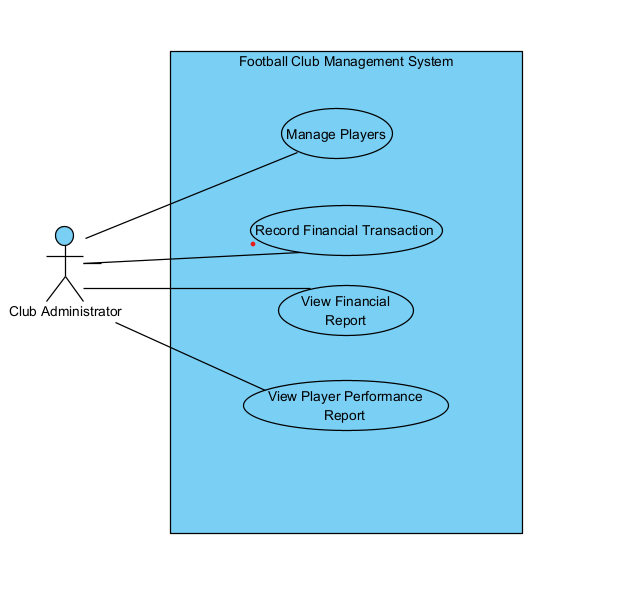 Football Club Management System
Manage Players
Record Financial Transaction
View Financial
Report
Club Administrator
View Player Performance
Report